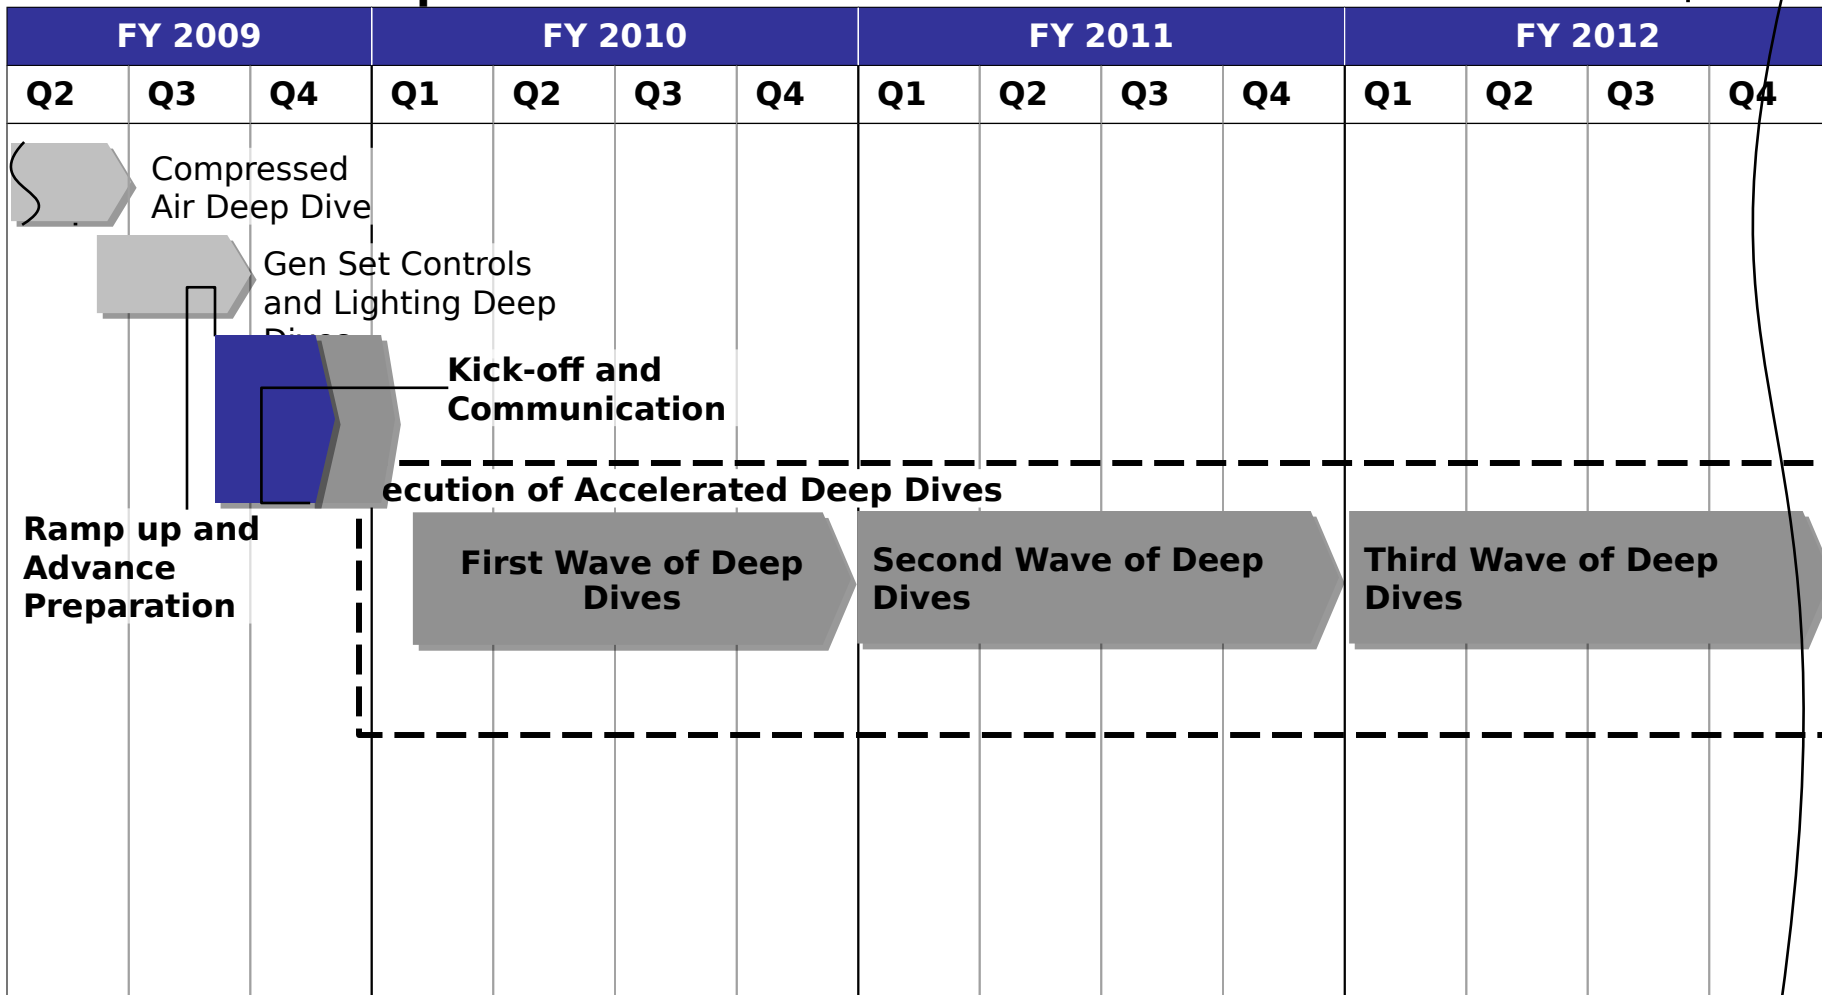 FY 2009 FY 2010 FY 2011 FY 2012
Q2 Q3 Q4 Q1 Q2 Q3 Q4 Q1 Q2 Q3 Q4 Q1 Q2 Q3 Q4
Compressed
Air Deep Dive
Gen Set Controls
and Lighting Deep
Kick-off and
Communication
ecution of Accelerated Deep Dives
Ramp up and
Advance
Preparation
First Wave of Deep
Dives
Second Wave of Deep
Dives
Third Wave of Deep
Dives